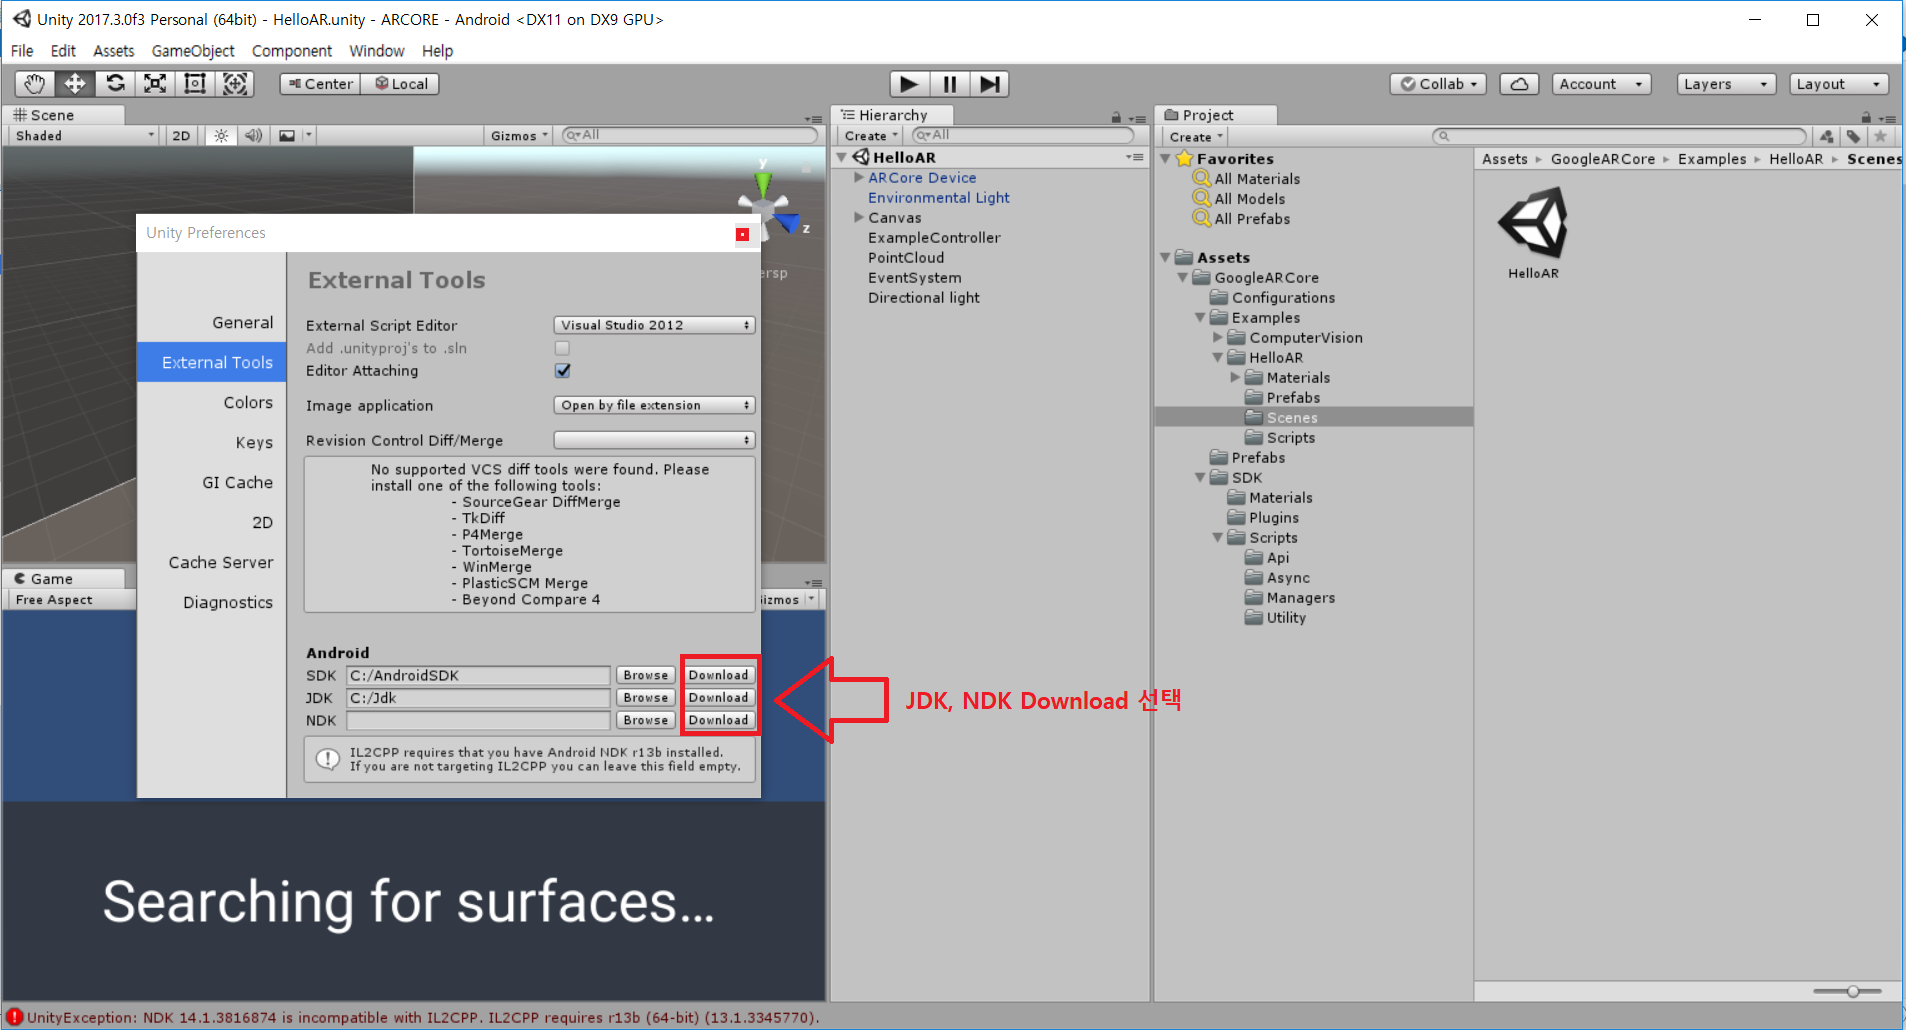 Unity 2017.3.0f3 Personal (64bit) - HelloAR.unity - ARCORE - Android <DX11 on DX9 GPU>
File Edit Assets GameObject Component Window Help
Center Local Collab Account Layers Layout
Scene
Shaded 2D Gizmos All
y
z
ersp
Unity Preferences
General
External Tools
Colors
Keys
GI Cache
2D
Cache Server
Diagnostics
External Tools
External Script Editor Visual Studio 2012
Add .unityproj's to .sln
Editor Attaching
Image application Open by file extension
Revision Control Diff/Merge
No supported VCS diff tools were found. Please
install one of the following tools:
- SourceGear DiffMerge
- TkDiff
- P4Merge
- TortoiseMerge
- WinMerge
- PlasticSCM Merge
- Beyond Compare 4
Android
SDK C:/AndroidSDK Browse Download
JDK C:/Jdk Browse Download
NDK Browse Download
IL2CPP requires that you have Android NDK r13b installed.
If you are not targeting IL2CPP you can leave this field empty.
JDK, NDK Download 선택
Game
Free Aspect izmos
Searching for surfaces...
Hierarchy
Create All
HelloAR
ARCore Device
Environmental Light
Canvas
ExampleController
PointCloud
EventSystem
Directional light
Project
Create
Favorites
All Materials
All Models
All Prefabs
Assets
GoogleARCore
Configurations
Examples
ComputerVision
HelloAR
Materials
Prefabs
Scenes
Scripts
Prefabs
SDK
Materials
Plugins
Scripts
Api
Async
Managers
Utility
Assets GoogleARCore Examples HelloAR Scenes
HelloAR
UnityException: NDK 14.1.3816874 is incompatible with IL2CPP. IL2CPP requires r13b (64-bit) (13.1.3345770).